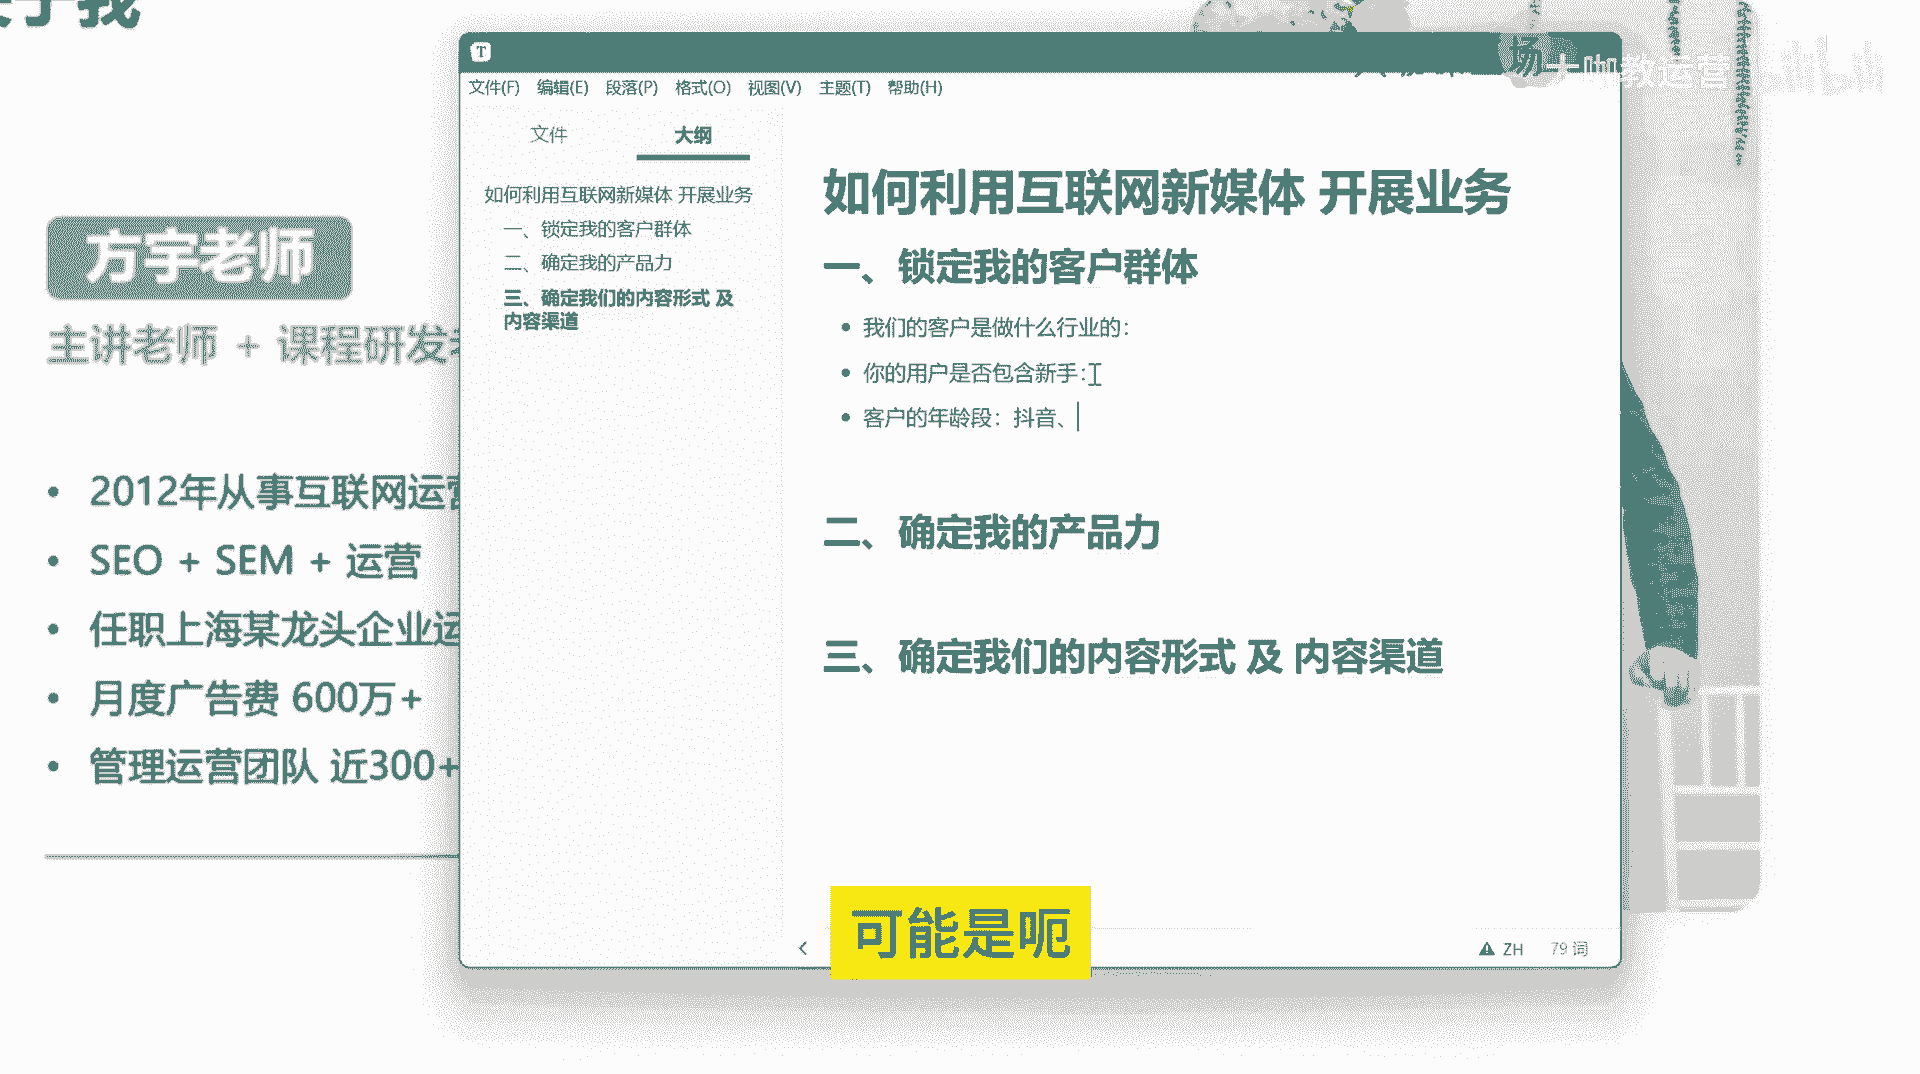 方宇老师
主讲老师 + 课程研发
2012年从事互联网运营
SEO + SEM + 运营
任职上海某龙头企业运
月度广告费 600万+
管理运营团队 近300+
T
文件(F) 编辑(E) 段落(P) 格式(O) 视图(V) 主题(T) 帮助(H)
文件 大纲
如何利用互联网新媒体 开展业务
一、锁定我的客户群体
二、确定我的产品力
三、确定我们的内容形式 及
内容渠道
如何利用互联网新媒体 开展业务
一、锁定我的客户群体
我们的客户是做什么行业的：
你的用户是否包含新手：
客户的年龄段：抖音、
二、确定我的产品力
三、确定我们的内容形式 及 内容渠道
ZH 79 词
可能是呃
大咖教运营 bilibili